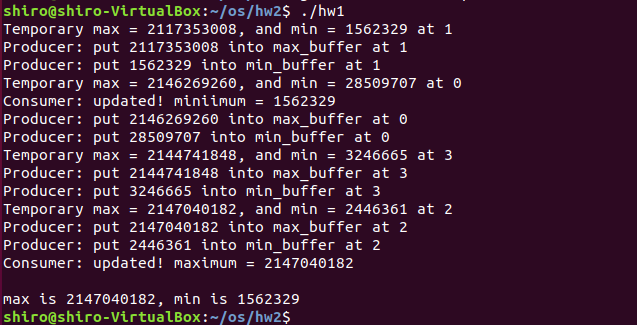 shiro@shiro-VirtualBox:~/os/hw2$ ./hw1
Temporary max = 2117353008, and min = 1562329 at 1
Producer: put 2117353008 into max_buffer at 1
Producer: put 1562329 into min_buffer at 1
Temporary max = 2146269260, and min = 28509707 at 0
Consumer: updated! miniimum = 1562329
Producer: put 2146269260 into max_buffer at 0
Producer: put 28509707 into min_buffer at 0
Temporary max = 2144741848, and min = 3246665 at 3
Producer: put 2144741848 into max_buffer at 3
Producer: put 3246665 into min_buffer at 3
Temporary max = 2147040182, and min = 2446361 at 2
Producer: put 2147040182 into max_buffer at 2
Producer: put 2446361 into min_buffer at 2
Consumer: updated! maximum = 2147040182
max is 2147040182, min is 1562329
shiro@shiro-VirtualBox:~/os/hw2$